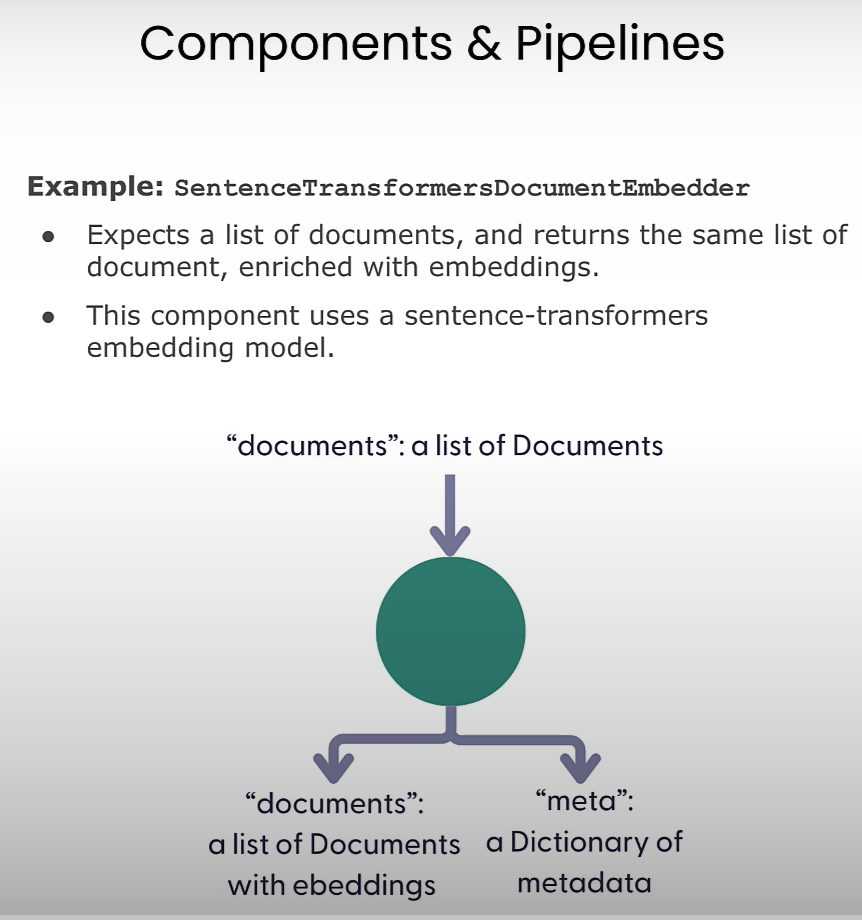 Components & Pipelines
Example: SentenceTransformersDocumentEmbedder
● Expects a list of documents, and returns the same list of
document, enriched with embeddings.
● This component uses a sentence-transformers
embedding model.
“documents”: a list of Documents
“documents”:
a list of Documents
with ebeddings
“meta”:
a Dictionary of
metadata